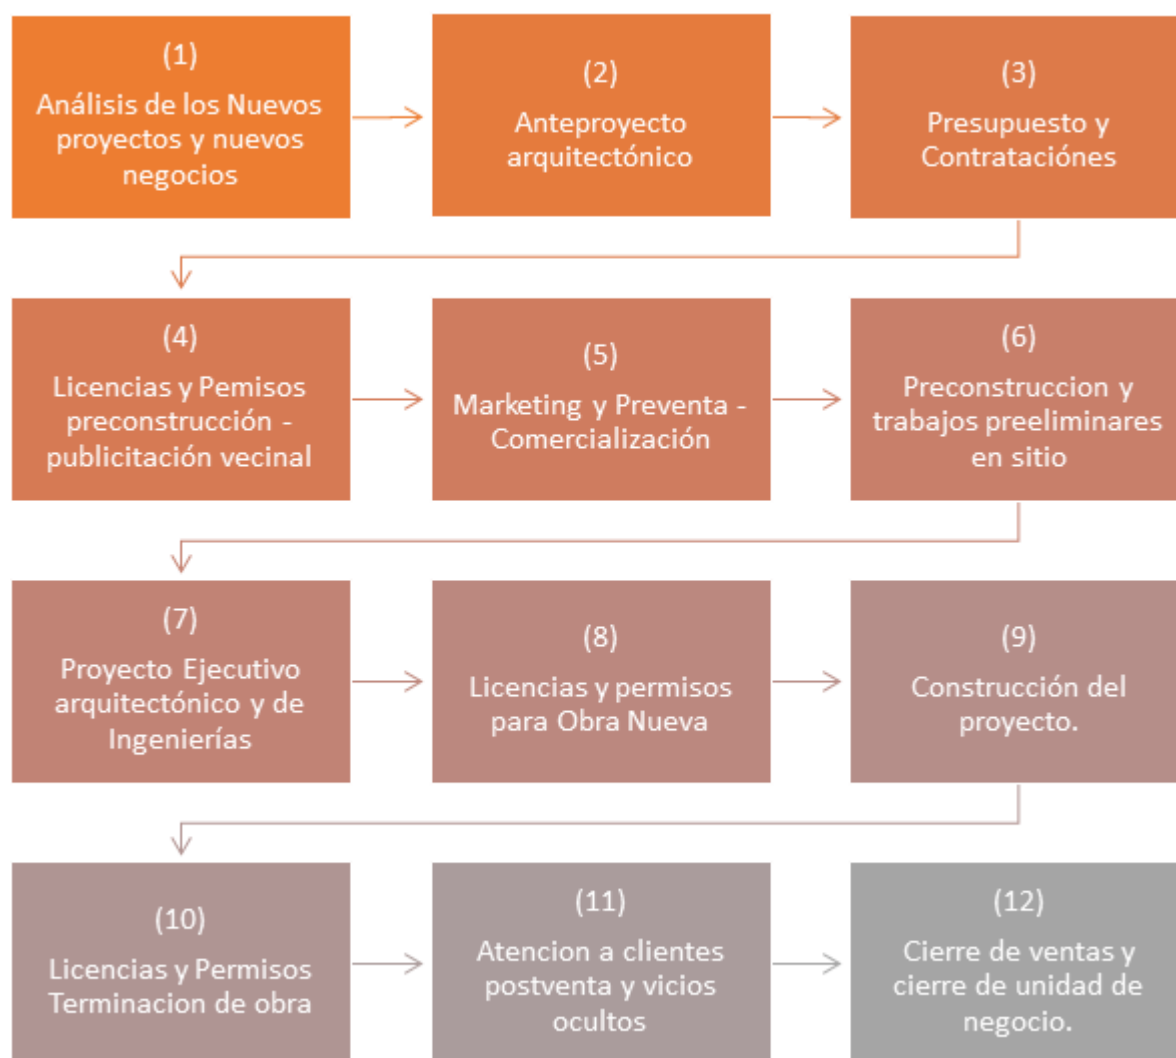 (1)
Análisis de los Nuevos
proyectos y nuevos
negocios
(2)
Anteproyecto
arquitectónico
(3)
Presupuesto y
Contrataciónes
(4)
Licencias y Pemisos
preconstrucción -
publicitación vecinal
(5)
Marketing y Preventa -
Comercialización
(6)
Preconstruccion y
trabajos preeliminares
en sitio
(7)
Proyecto Ejecutivo
arquitectónico y de
Ingenierías
(8)
Licencias y permisos
para Obra Nueva
(9)
Construcción del
proyecto.
(10)
Licencias y Permisos
Terminacion de obra
(11)
Atencion a clientes
postventa y vicios
ocultos
(12)
Cierre de ventas y
cierre de unidad de
negocio.